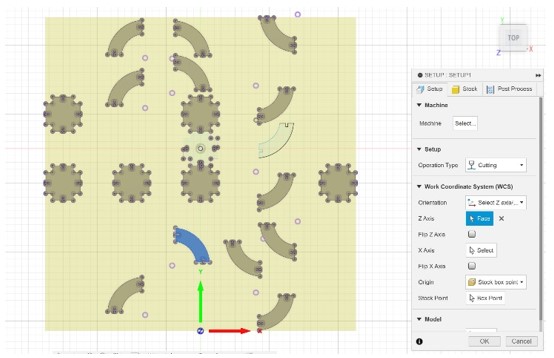 TOP
Y
Z
X
SETUP : SETUP1
Setup
Stock
Post Process
Machine
Machine
Select...
Setup
Operation Type
Cutting
Work Coordinate System (WCS)
Orientation
Select Z axis/...
Z Axis
Face
Flip Z Axis
X Axis
Select
Flip X Axis
Origin
Stock box point
Stock Point
Box Point
Model
OK
Cancel
Y